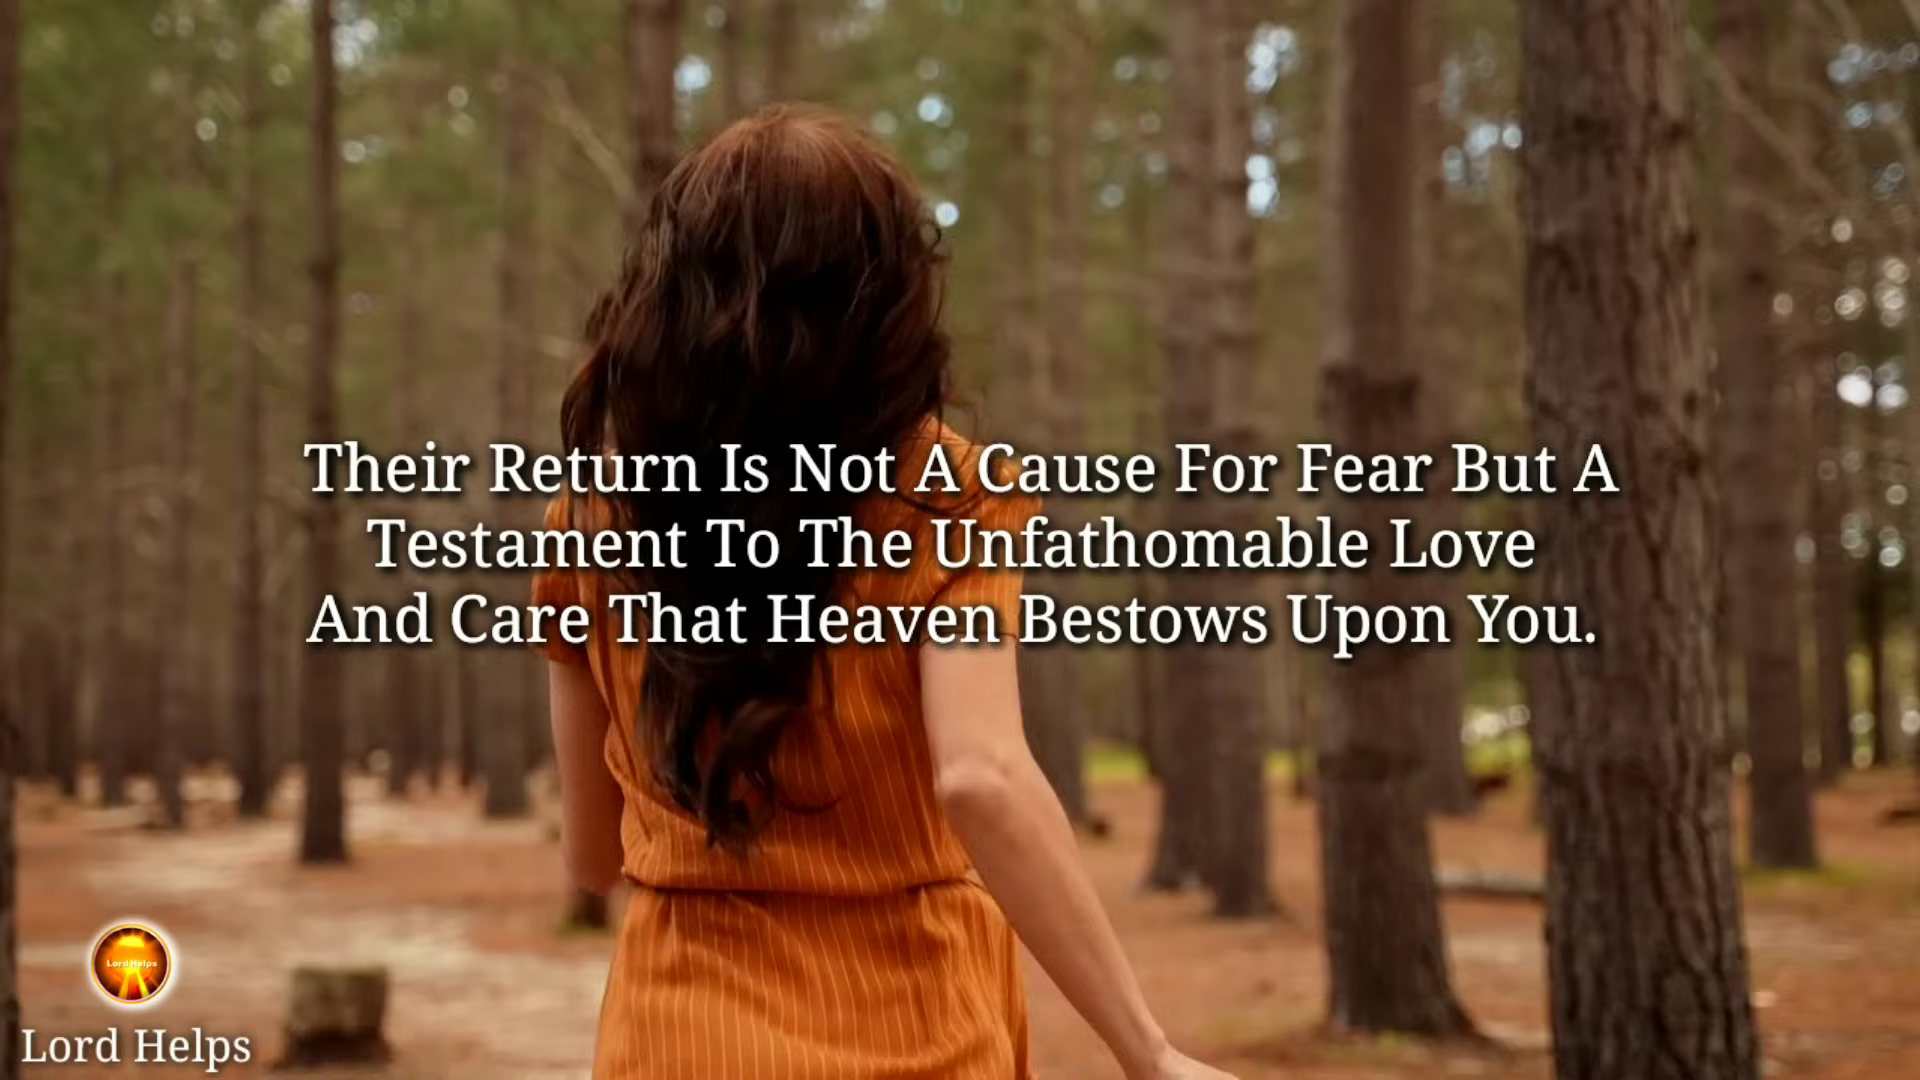 Their Return Is Not A Cause For Fear But A
Testament To The Unfathomable Love
And Care That Heaven Bestows Upon You.
LordHelps
Lord Helps